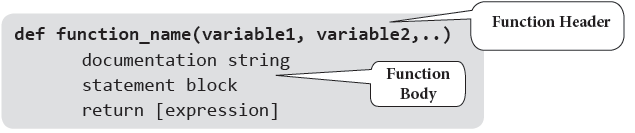 def function_name(variable1, variable2,..)
Function Header
documentation string
statement block
return [expression]
Function
Body